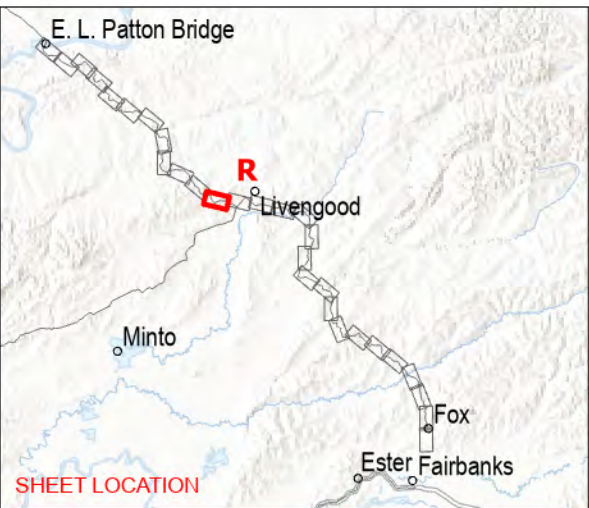 E. L. Patton Bridge
R
Livengood
Minto
Fox
Ester Fairbanks
SHEET LOCATION